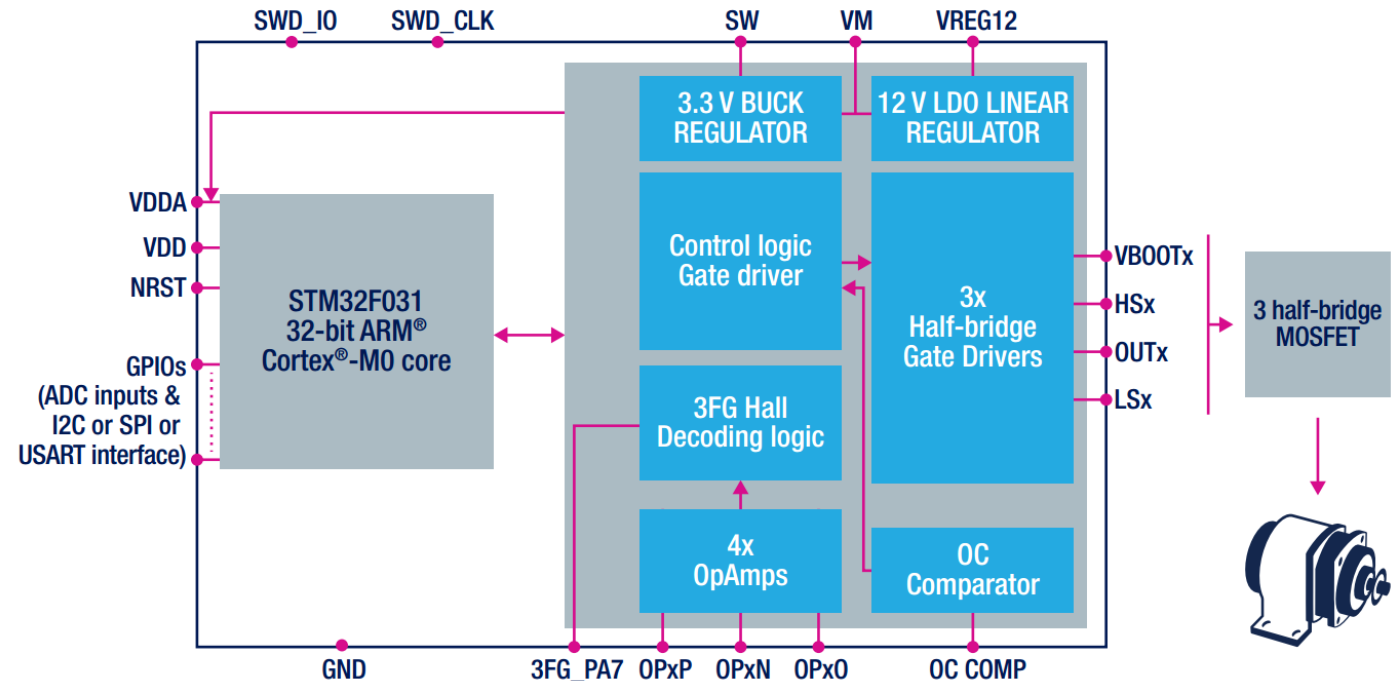 SWD_IO
SWD_CLK
SW
VM
VREG12
3.3 V BUCK
REGULATOR
12 V LDO LINEAR
REGULATOR
VDDA
VDD
NRST
GPIOs
(ADC inputs &
I2C or SPI or
USART interface)
STM32F031
32-bit ARM®
Cortex®-M0 core
Control logic
Gate driver
3x
Half-bridge
Gate Drivers
VBOOTx
HSx
OUTx
LSx
3 half-bridge
MOSFET
3FG Hall
Decoding logic
4x
OpAmps
OC
Comparator
GND
3FG_PA7
OPxP
OPxN
OPxO
OC COMP